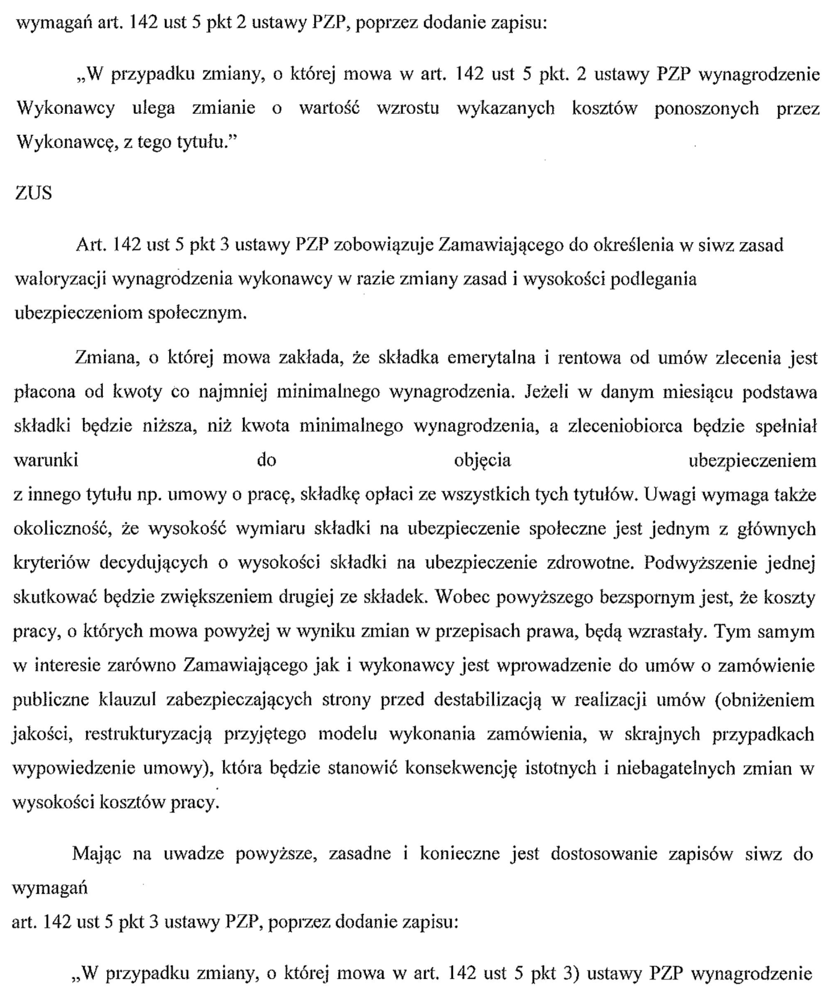 wymagań art. 142 ust 5 pkt 2 ustawy PZP, poprzez dodanie zapisu:
„W przypadku zmiany, o której mowa w art. 142 ust 5 pkt. 2 ustawy PZP wynagrodzenie
Wykonawcy ulega zmianie o wartość wzrostu wykazanych kosztów ponoszonych przez
Wykonawcę, z tego tytułu.”
ZUS
Art. 142 ust 5 pkt 3 ustawy PZP zobowiązuje Zamawiającego do określenia w siwz zasad
waloryzacji wynagrodzenia wykonawcy w razie zmiany zasad i wysokości podlegania
ubezpieczeniom społecznym.
Zmiana, o której mowa zakłada, że składka emerytalna i rentowa od umów zlecenia jest
płacona od kwoty co najmniej minimalnego wynagrodzenia. Jeżeli w danym miesiącu podstawa
składki będzie niższa, niż kwota minimalnego wynagrodzenia, a zleceniobiorca będzie spełniał
warunki do objęcia ubezpieczeniem
z innego tytułu np. umowy o pracę, składkę opłaci ze wszystkich tych tytułów. Uwagi wymaga także
okoliczność, że wysokość wymiaru składki na ubezpieczenie społeczne jest jednym z głównych
kryteriów decydujących o wysokości składki na ubezpieczenie zdrowotne. Podwyższenie jednej
skutkować będzie zwiększeniem drugiej ze składek. Wobec powyższego bezspornym jest, że koszty
pracy, o których mowa powyżej w wyniku zmian w przepisach prawa, będą wzrastały. Tym samym
w interesie zarówno Zamawiającego jak i wykonawcy jest wprowadzenie do umów o zamówienie
publiczne klauzul zabezpieczających strony przed destabilizacją w realizacji umów (obniżeniem
jakości, restrukturyzacją przyjętego modelu wykonania zamówienia, w skrajnych przypadkach
wypowiedzenie umowy), która będzie stanowić konsekwencję istotnych i niebagatelnych zmian w
wysokości kosztów pracy.
Mając na uwadze powyższe, zasadne i konieczne jest dostosowanie zapisów siwz do
wymagań
art. 142 ust 5 pkt 3 ustawy PZP, poprzez dodanie zapisu:
„W przypadku zmiany, o której mowa w art. 142 ust 5 pkt 3) ustawy PZP wynagrodzenie